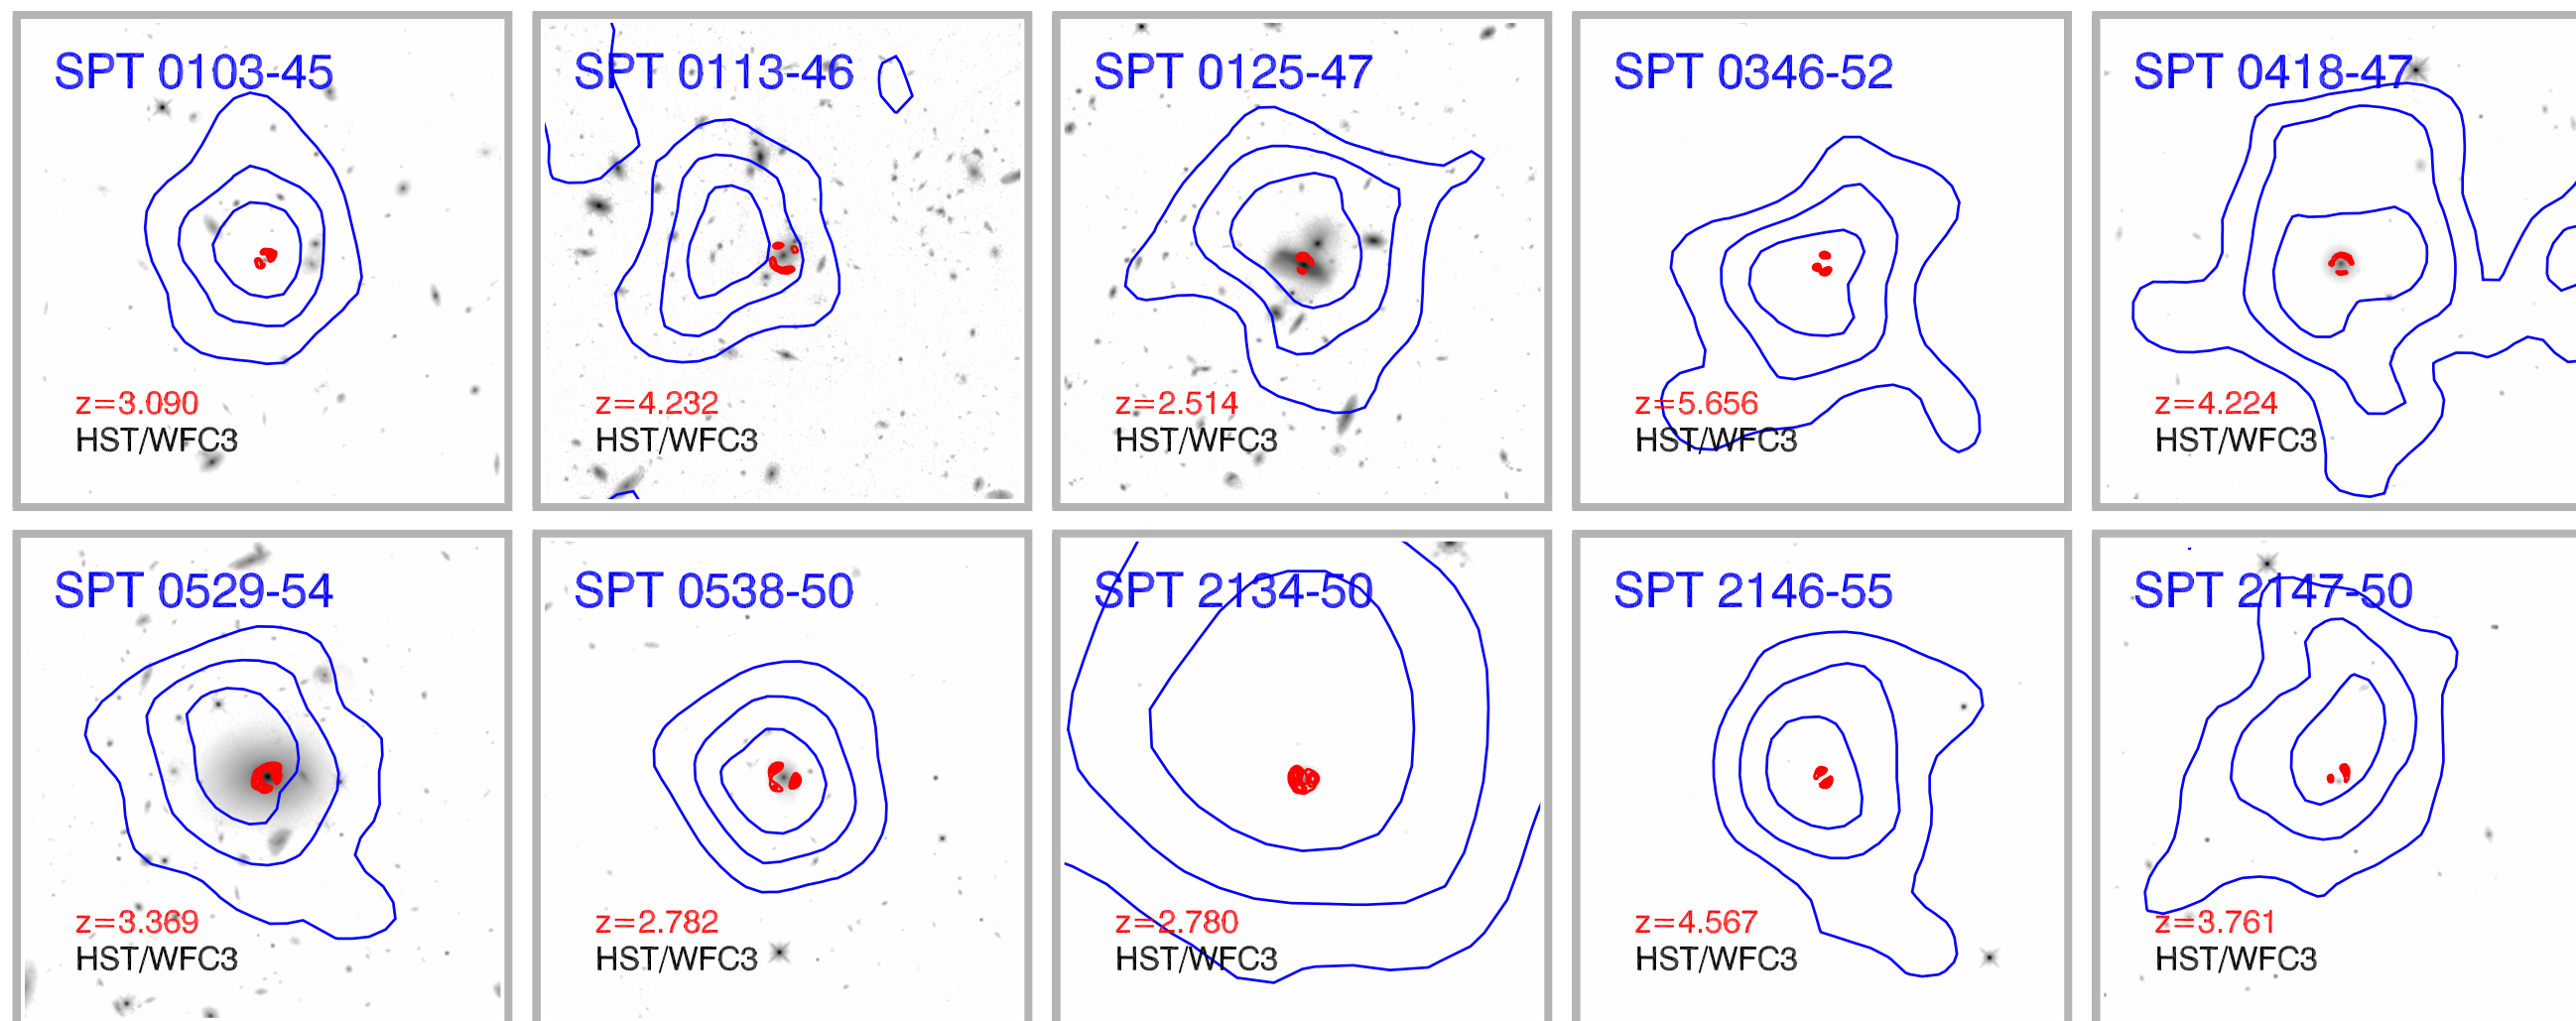 SPT 0103-45
z=3.090
HST/WFC3
SPT 0113-46
z=4.232
HST/WFC3
SPT 0125-47
z=2.514
HST/WFC3
SPT 0346-52
z=5.656
HST/WFC3
SPT 0418-47
z=4.224
HST/WFC3
SPT 0529-54
z=3.369
HST/WFC3
SPT 0538-50
z=2.782
HST/WFC3
SPT 2134-50
z=2.780
HST/WFC3
SPT 2146-55
z=4.567
HST/WFC3
SPT 2147-50
z=3.761
HST/WFC3